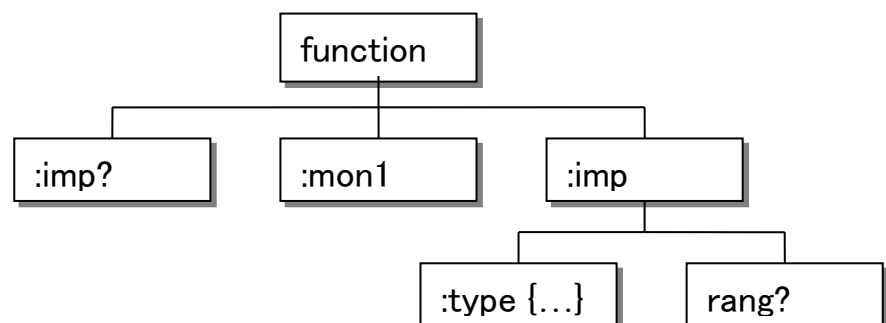 function
:imp?
:mon1
:imp
:type {…}
rang?